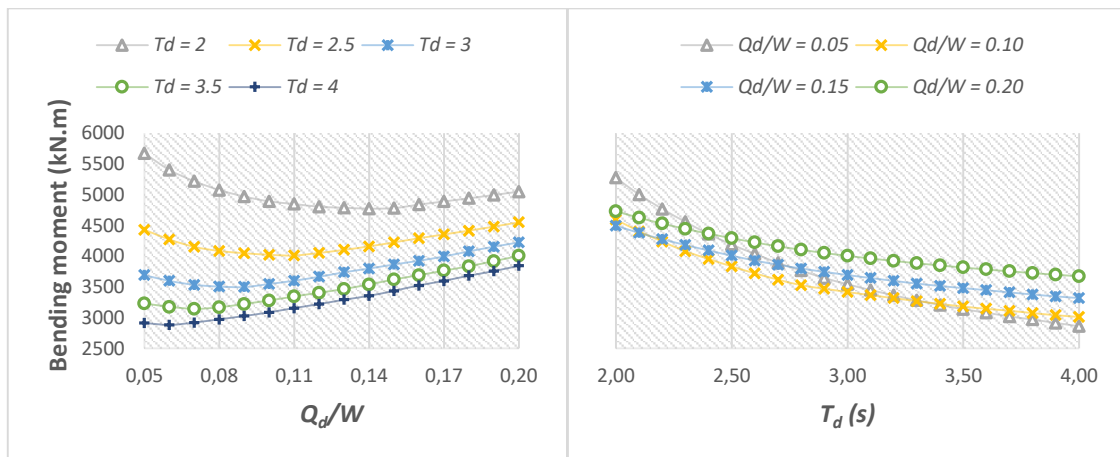 Td = 2 Td = 2.5 Td = 3
Td = 3.5 Td = 4
Bending moment (kN.m)
6000
5500
5000
4500
4000
3500
3000
2500
0,05 0,08 0,11 0,14 0,17 0,20
Qd/W
Qd/W = 0.05 Qd/W = 0.10
Qd/W = 0.15 Qd/W = 0.20
2,00 2,50 3,00 3,50 4,00
Td (s)